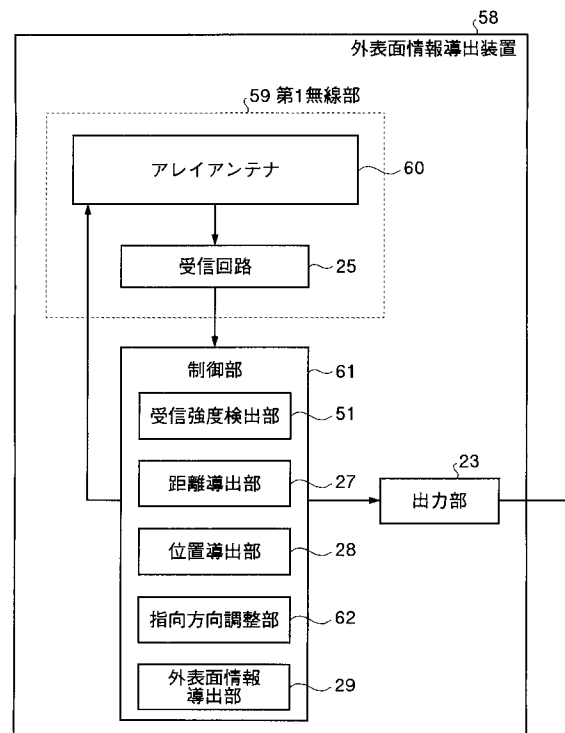 58
外表面情報導出装置
59 第1無線部
アレイアンテナ
60
受信回路
25
制御部
61
受信強度検出部
51
距離導出部
27
23
出力部
位置導出部
28
指向方向調整部
62
外表面情報
導出部
29